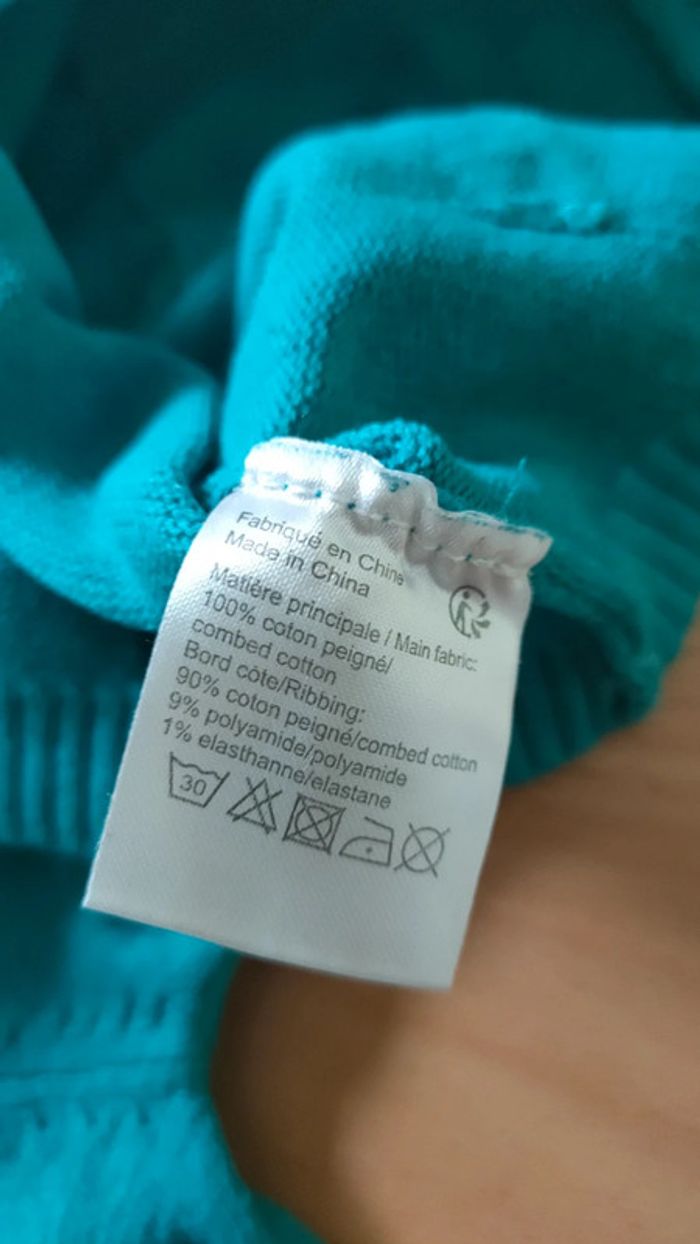 Fabriqué en Chine
Made in China
Matière principale / Main fabric:
100% coton peigné/
combed cotton
Bord côte/Ribbing:
90% coton peigné/combed cotton
9% polyamide/polyamide
1% elasthanne/elastane
30